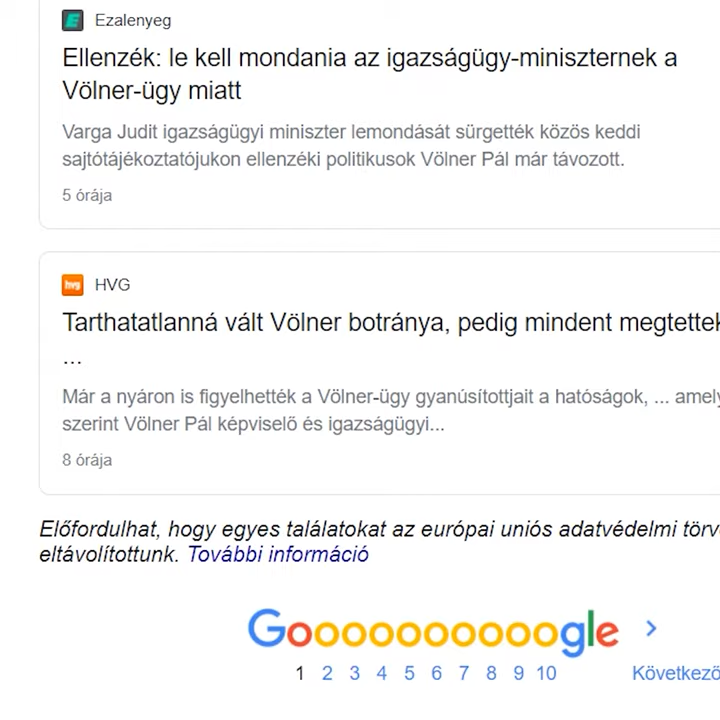 Ezalenyeg
Ellenzék: le kell mondania az igazságügy-miniszternek a
Völner-ügy miatt
Varga Judit igazságügyi miniszter lemondását sürgették közös keddi
sajtótájékoztatójukon ellenzéki politikusok Völner Pál már távozott.
5 órája
hvg HVG
Tarthatatlanná vált Völner botránya, pedig mindent megtettek
...
Már a nyáron is figyelhették a Völner-ügy gyanúsítottjait a hatóságok, ...
szerint Völner Pál képviselő és igazságügyi...
8 órája
Előfordulhat, hogy egyes találatokat az európai uniós adatvédelmi
eltávolítottunk. További információ
Goooooooooogle >
1 2 3 4 5 6 7 8 9 10 Következő